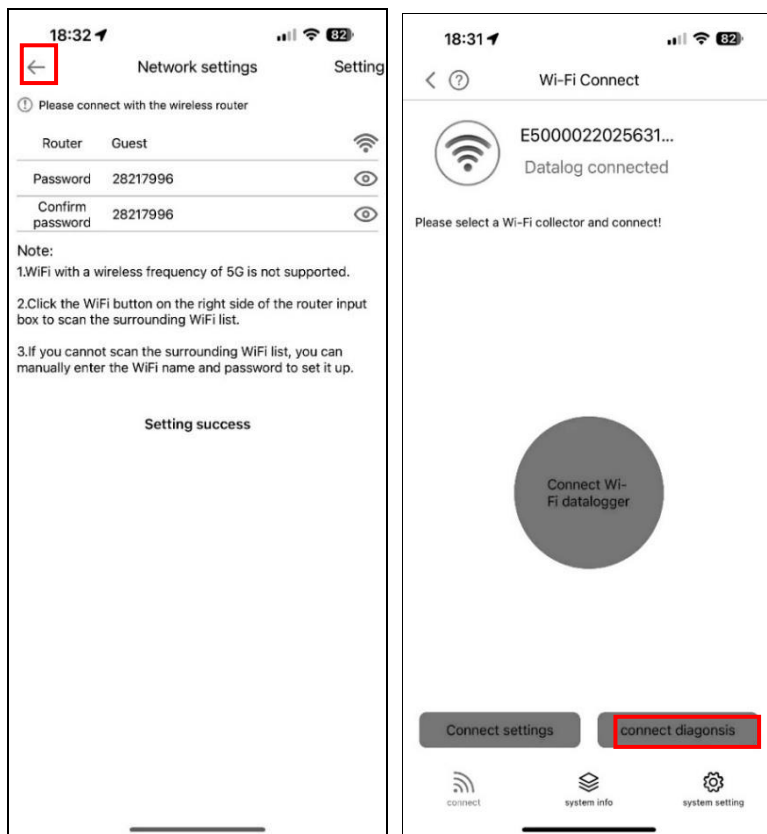 18:32
82
Network settings
Setting
Please connect with the wireless router
Router Guest
Password 28217996
Confirm
password 28217996
Note:
1.WiFi with a wireless frequency of 5G is not supported.
2.Click the WiFi button on the right side of the router input
box to scan the surrounding WiFi list.
3.If you cannot scan the surrounding WiFi list, you can
manually enter the WiFi name and password to set it up.
Setting success
18:31
82
Wi-Fi Connect
E5000022025631...
Datalog connected
Please select a Wi-Fi collector and connect!
Connect Wi-
Fi datalogger
Connect settings
connect diagonsis
connect
system info
system setting